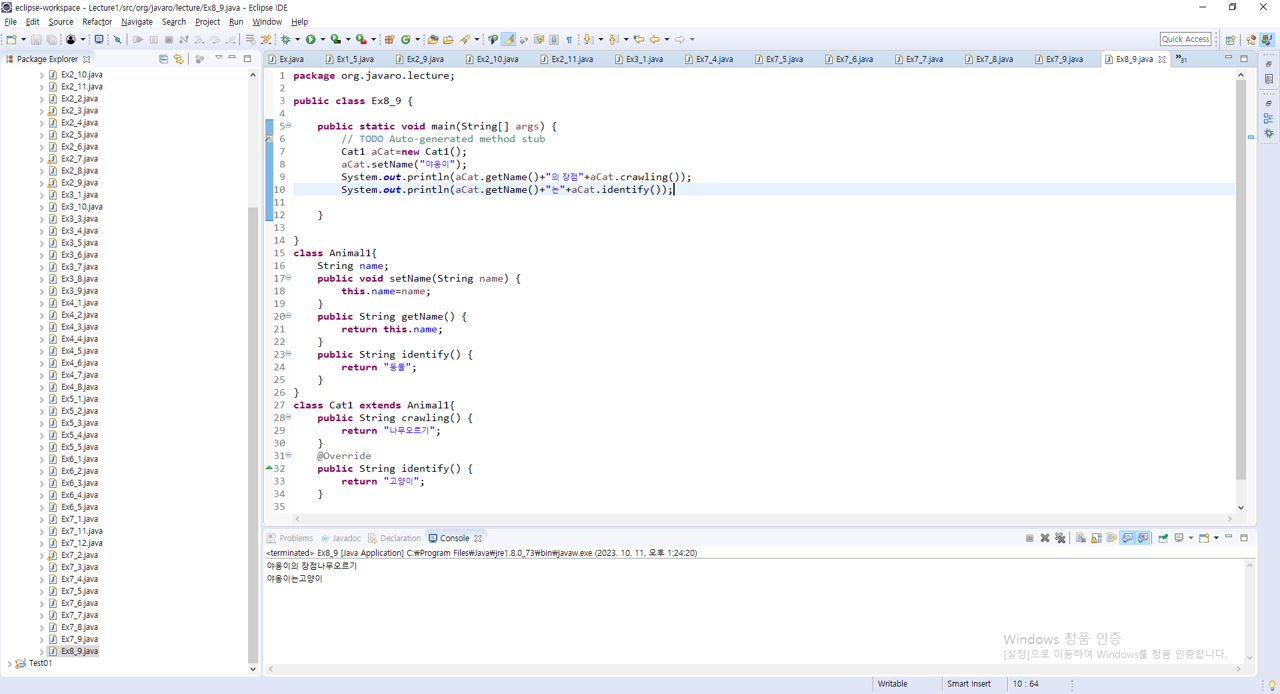 eclipse-workspace - Lecture1/src/org/javaro/lecture/Ex8_9.java - Eclipse IDE
File Edit Source Refactor Navigate Search Project Run Window Help
Quick Access
Package Explorer
Ex2_10.java
Ex2_11.java
Ex2_2.java
Ex2_3.java
Ex2_4.java
Ex2_5.java
Ex2_6.java
Ex2_7.java
Ex2_8.java
Ex2_9.java
Ex3_1.java
Ex3_10.java
Ex3_3.java
Ex3_4.java
Ex3_5.java
Ex3_6.java
Ex3_7.java
Ex3_8.java
Ex3_9.java
Ex4_1.java
Ex4_2.java
Ex4_3.java
Ex4_4.java
Ex4_5.java
Ex4_6.java
Ex4_7.java
Ex4_8.java
Ex5_1.java
Ex5_2.java
Ex5_3.java
Ex5_4.java
Ex5_5.java
Ex6_1.java
Ex6_2.java
Ex6_3.java
Ex6_4.java
Ex6_5.java
Ex7_1.java
Ex7_11.java
Ex7_12.java
Ex7_2.java
Ex7_3.java
Ex7_4.java
Ex7_5.java
Ex7_6.java
Ex7_7.java
Ex7_8.java
Ex7_9.java
Ex8_9.java
Test01
Ex.java Ex1_5.java Ex2_9.java Ex2_10.java Ex2_11.java Ex3_1.java Ex7_4.java Ex7_5.java Ex7_6.java Ex7_7.java Ex7_8.java Ex7_9.java Ex8_9.java »31
1 package org.javaro.lecture;
2
3 public class Ex8_9 {
4
5 public static void main(String[] args) {
6 // TODO Auto-generated method stub
7 Cat1 aCat=new Cat1();
8 aCat.setName("야옹이");
9 System.out.println(aCat.getName()+"의 장점"+aCat.crawling());
10 System.out.println(aCat.getName()+"는"+aCat.identify());
11
12 }
13
14 }
15 class Animal1{
16 String name;
17 public void setName(String name) {
18 this.name=name;
19 }
20 public String getName() {
21 return this.name;
22 }
23 public String identify() {
24 return "동물";
25 }
26 }
27 class Cat1 extends Animal1{
28 public String crawling() {
29 return "나무오르기";
30 }
31 @Override
32 public String identify() {
33 return "고양이";
34 }
35
Problems Javadoc Declaration Console
<terminated> Ex8_9 [Java Application] C:₩Program Files₩Java₩jre1.8.0_73₩bin₩javaw.exe (2023. 10. 11. 오후 1:24:20)
야옹이의 장점나무오르기
야옹이는고양이
Windows 정품 인증
[설정]으로 이동하여 Windows를 정품 인증합니다.
Writable Smart Insert 10 : 64